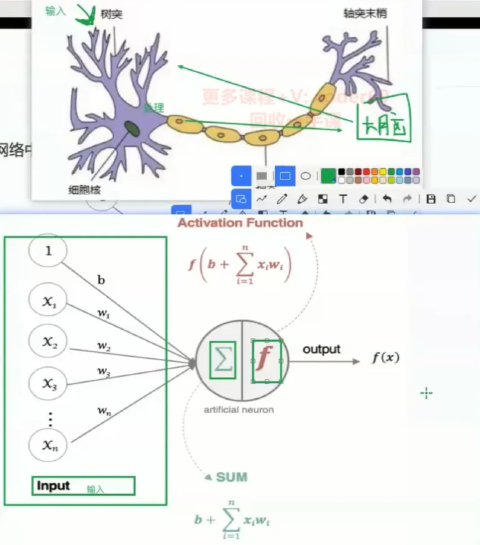 输入
树突
轴突末梢
处理
更多课程+V:
回收
课
大脑
细胞核
网络中
T
T
Activation Function
f(b + \sum_{i=1}^{n} x_i w_i)
1
b
x_1
w_1
x_2
w_2
x_3
w_3
⋮
x_n
w_n
Σ
f
output
f(x)
artificial neuron
Input
输入
SUM
b + \sum_{i=1}^{n} x_i w_i